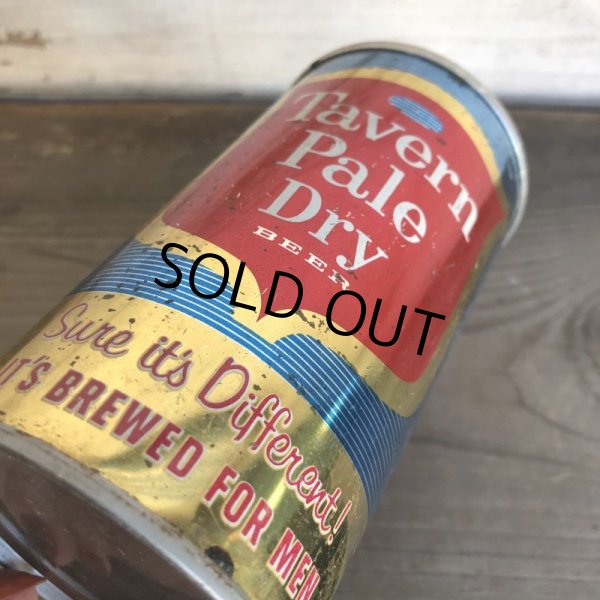 Tavern
Pale
Dry
BEER
SOLD OUT
Sure it's Different!
IT'S BREWED FOR MEN